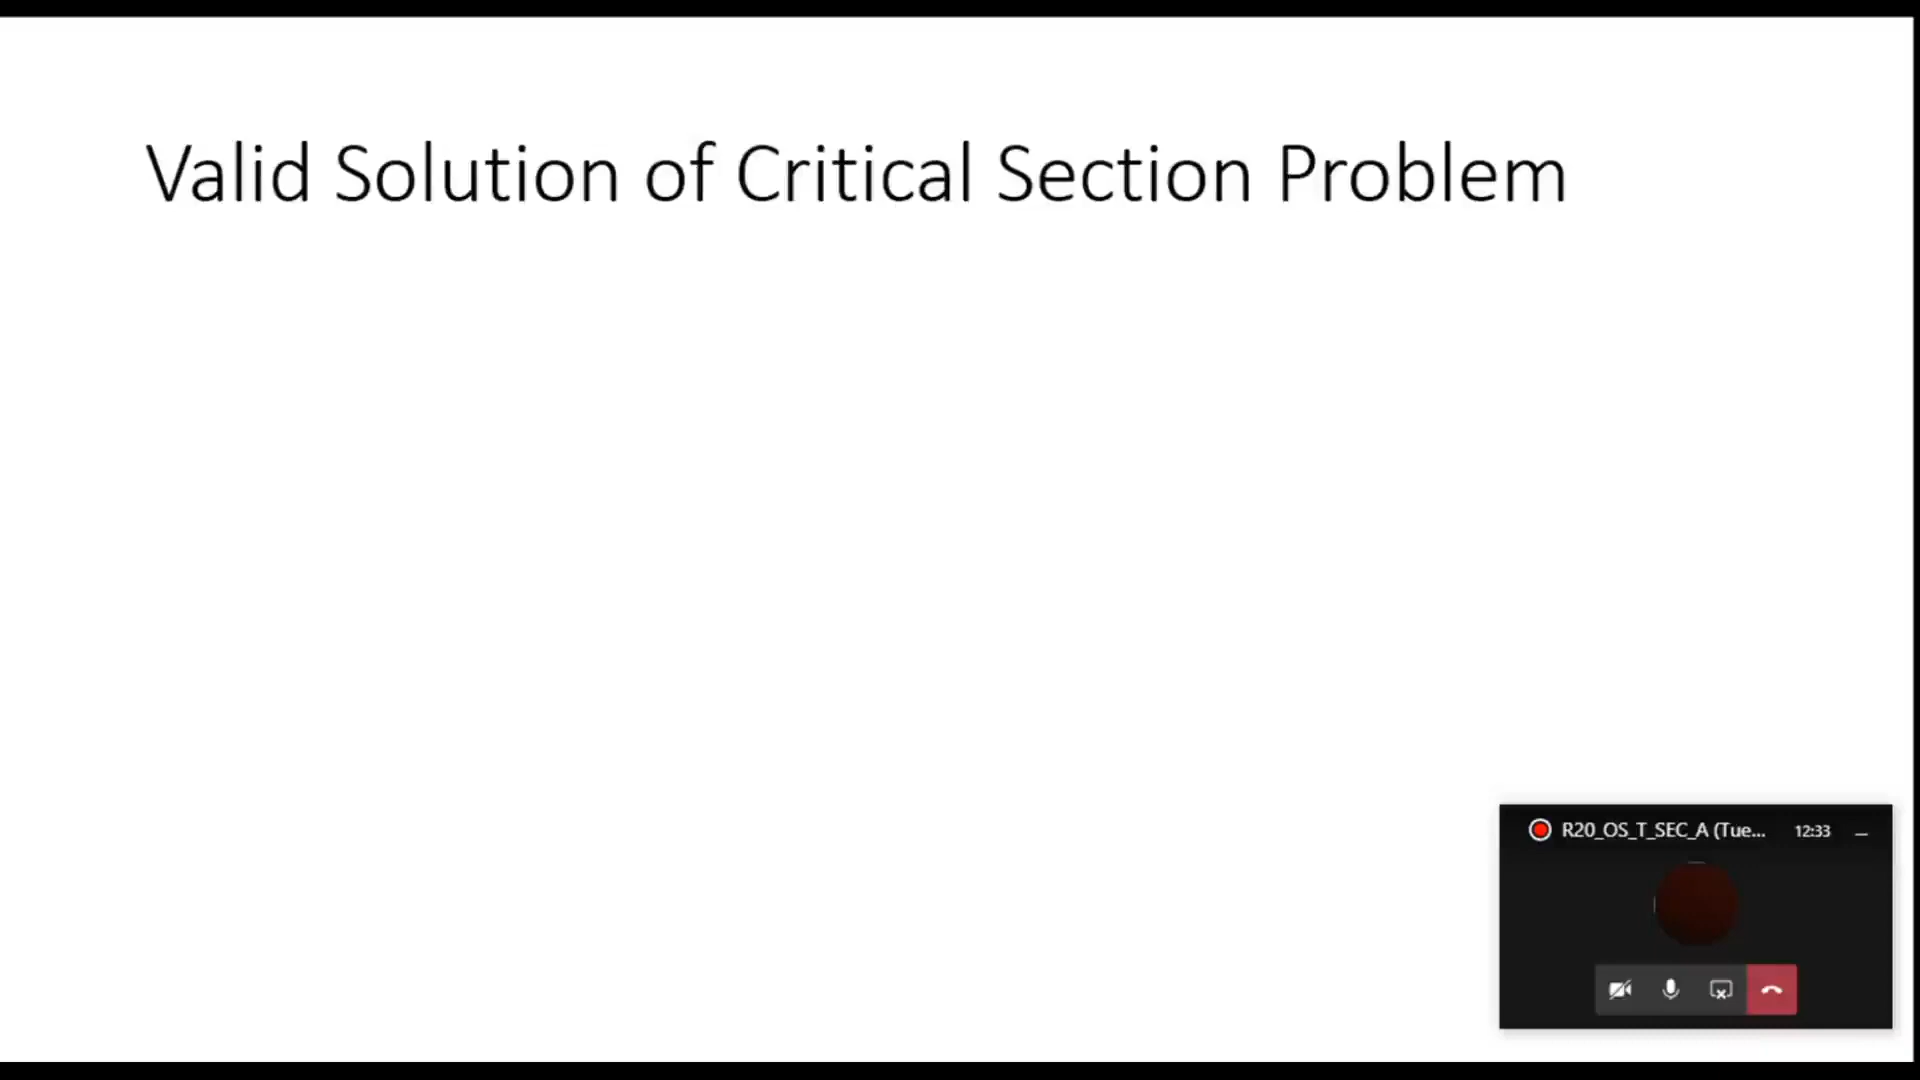 Valid Solution of Critical Section Problem
R20_OS_T_SEC_A (Tue... 12:33